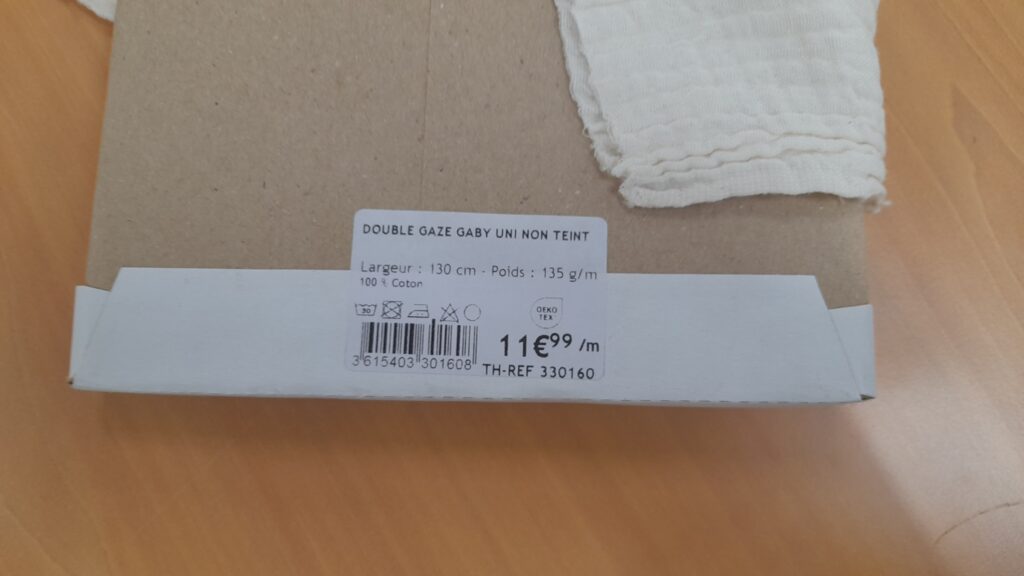 DOUBLE GAZE GABY UNI NON TEINT
Largeur : 130 cm - Poids : 135 g/m
100 % Coton
30
OEKO
TEX
11€99 /m
3 615403 301608
TH-REF 330160